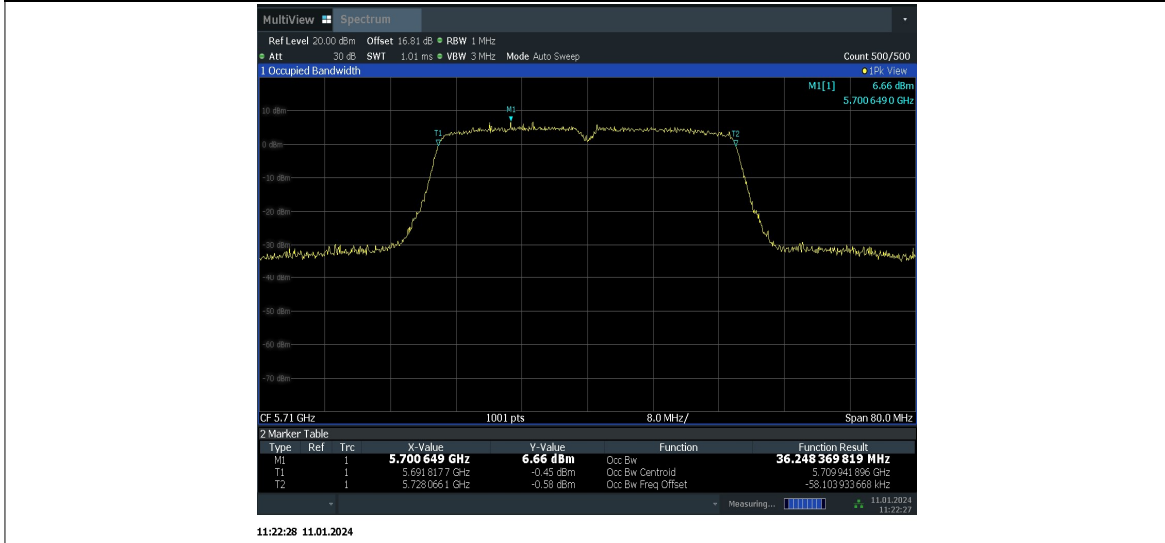 MultiView Spectrum
Ref Level 20.00 dBm Offset 16.81 dB RBW 1 MHz
Att 30 dB SWT 1.01 ms VBW 3 MHz Mode Auto Sweep Count 500/500
1 Occupied Bandwidth 1Pk View
M1[1] 6.66 dBm
5.700 649 0 GHz
10 dBm
M1
T1
T2
0 dBm
-10 dBm
-20 dBm
-30 dBm
-40 dBm
-50 dBm
-60 dBm
-70 dBm
CF 5.71 GHz 1001 pts 8.0 MHz/ Span 80.0 MHz
2 Marker Table
Type Ref Trc X-Value Y-Value Function Function Result
M1 1 5.700 649 GHz 6.66 dBm Occ Bw 36.248 369 819 MHz
T1 1 5.691 817 7 GHz -0.45 dBm Occ Bw Centroid 5.709 941 896 GHz
T2 1 5.728 066 1 GHz -0.58 dBm Occ Bw Freq Offset -58.103 933 668 kHz
Measuring... 11.01.2024
11:22:27
11:22:28 11.01.2024